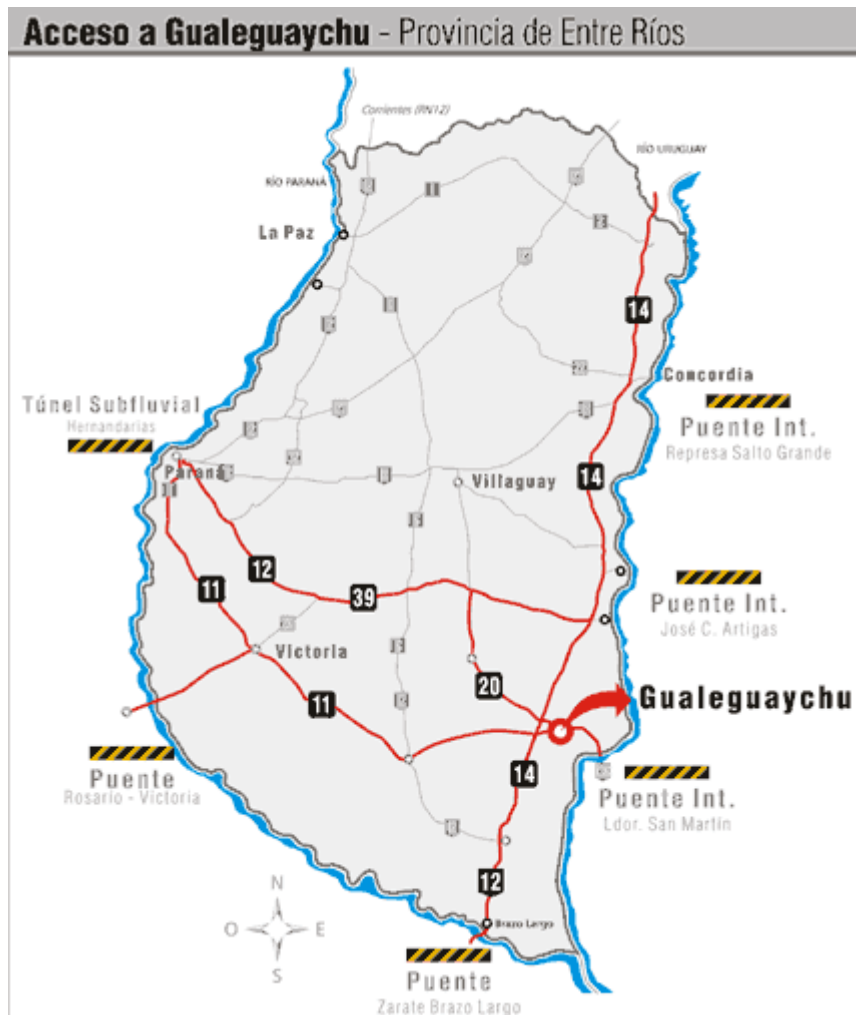 Acceso a Gualeguaychu - Provincia de Entre Ríos
Corrientes (RN12)
RÍO URUGUAY
RÍO PARANÁ
La Paz
14
Concordia
Túnel Subfluvial
Hernandarias
Puente Int.
Represa Salto Grande
Paraná
14
Villaguay
12
11
39
Puente Int.
José C. Artigas
Victoria
20
11
Gualeguaychu
14
Puente
Rosario - Victoria
Puente Int.
Ldor. San Martín
12
N
O
E
S
Brazo Largo
Puente
Zarate Brazo Largo